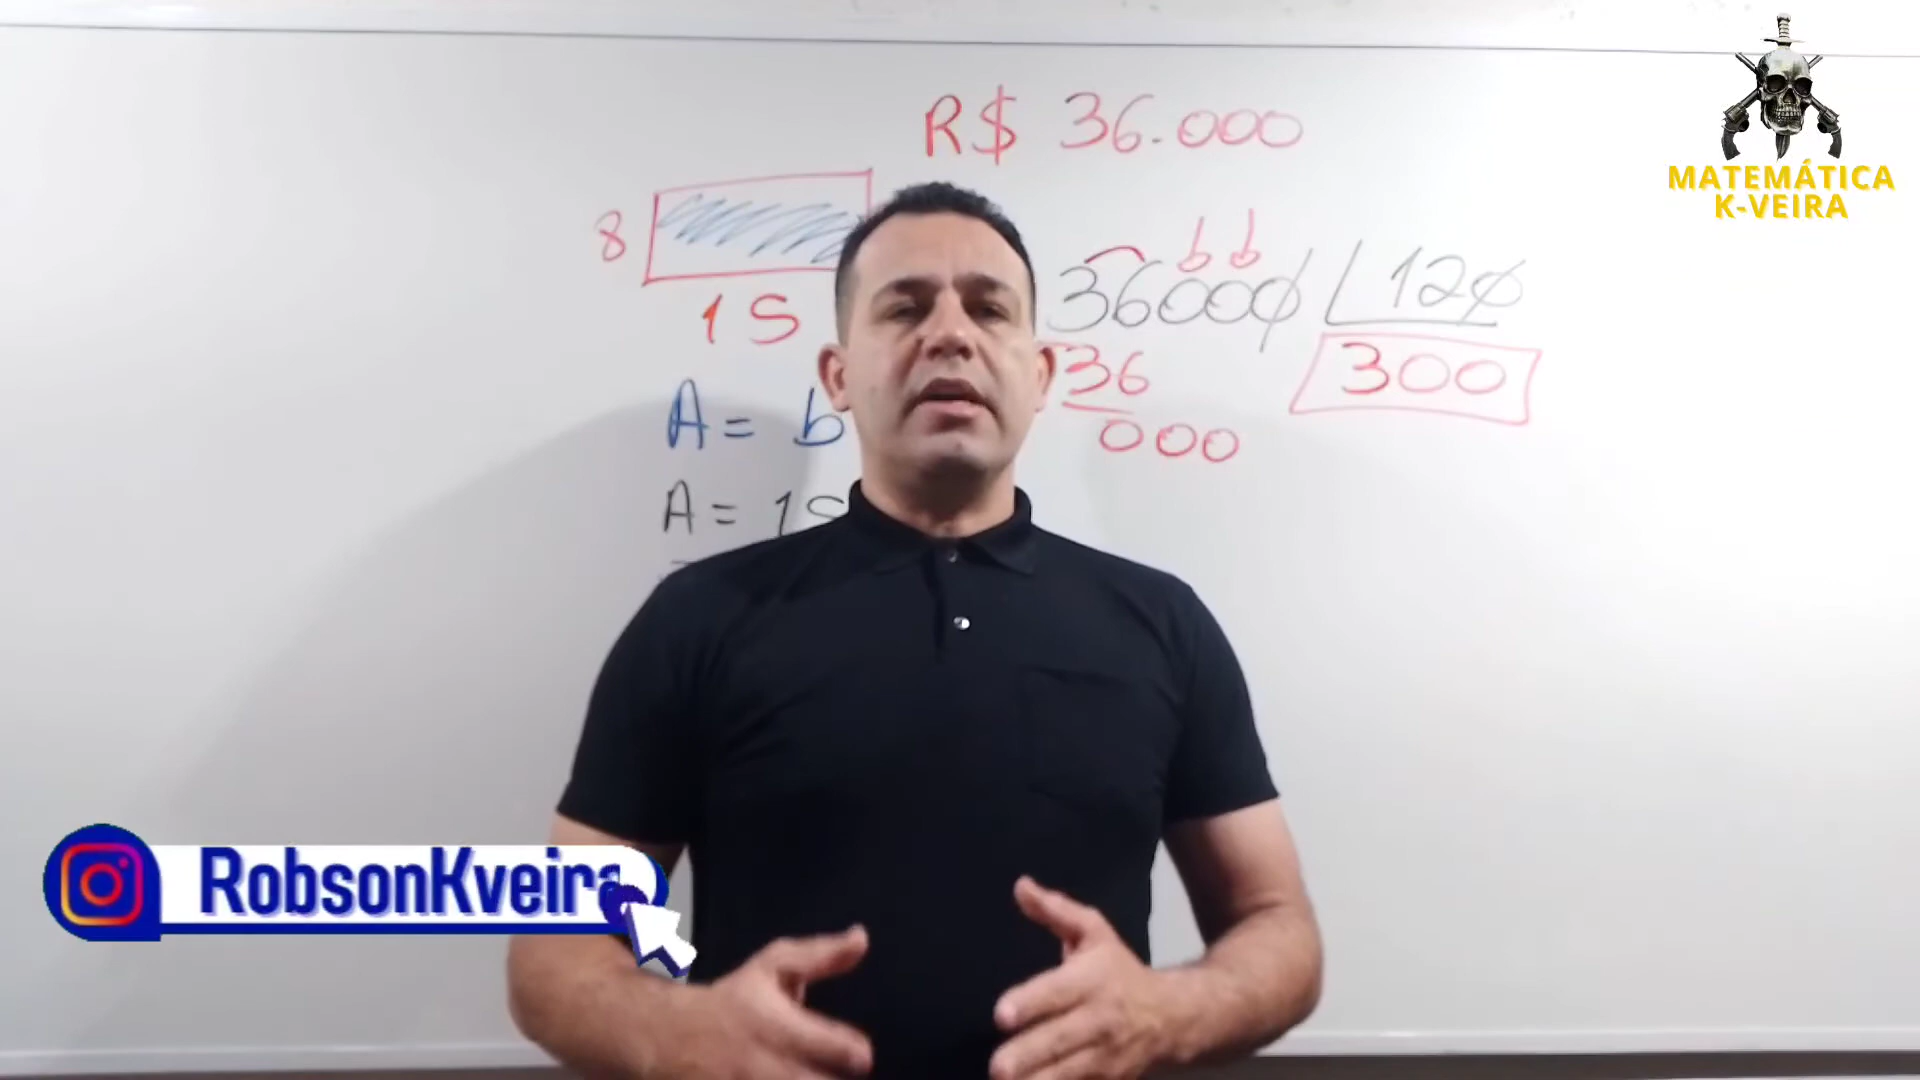 R$ 36.000
MATEMÁTICA
K-VEIRA
8
15
36000 120
300
36
000
A = b
A = 15
RobsonKveira